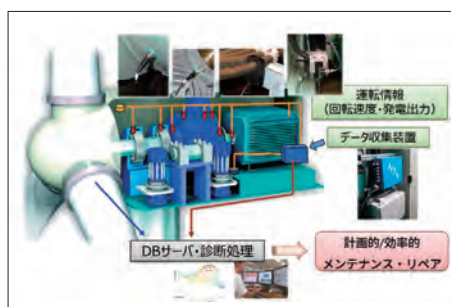 運転情報
(回転速度・発電出力)
データ収集装置
DBサーバ・診断処理
計画的/効率的
メンテナンス・リペア